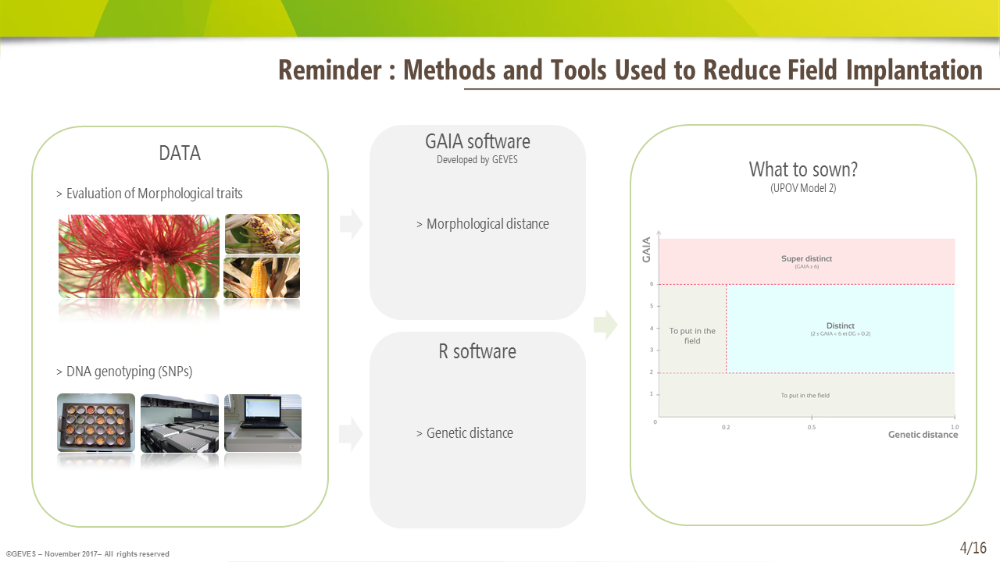 Reminder : Methods and Tools Used to Reduce Field Implantation
DATA
> Evaluation of Morphological traits
> DNA genotyping (SNPs)
GAIA software
Developed by GEVES
> Morphological distance
R software
> Genetic distance
What to sown?
(UPOV Model 2)
GAIA
Super distinct
(GAIA ≥ 6)
6
5
4
3
2
1
0
To put in the
field
Distinct
(2 ≤ GAIA < 6 et DG > 0.2)
To put in the field
0.2
0.5
1.0
Genetic distance
©GEVES – November 2017– All rights reserved
4/16